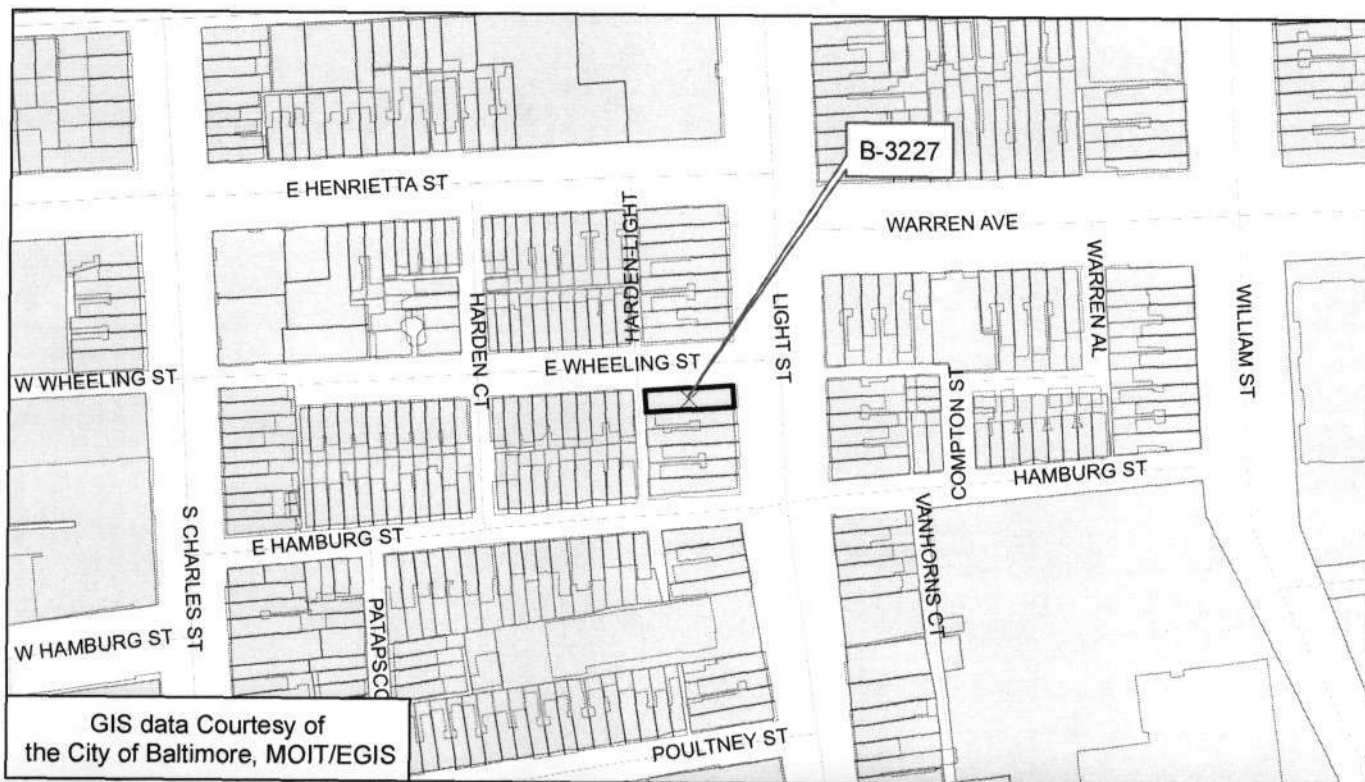 B-3227
E HENRIETTA ST
WARREN AVE
HARDEN-LIGHT
HARDEN CT
LIGHT ST
WARREN AL
WILLIAM ST
W WHEELING ST
E WHEELING ST
COMPTON ST
HAMBURG ST
S CHARLES ST
E HAMBURG ST
VANHORNS CT
PATAPSCO
W HAMBURG ST
POULTNEY ST
GIS data Courtesy of
the City of Baltimore, MOIT/EGIS